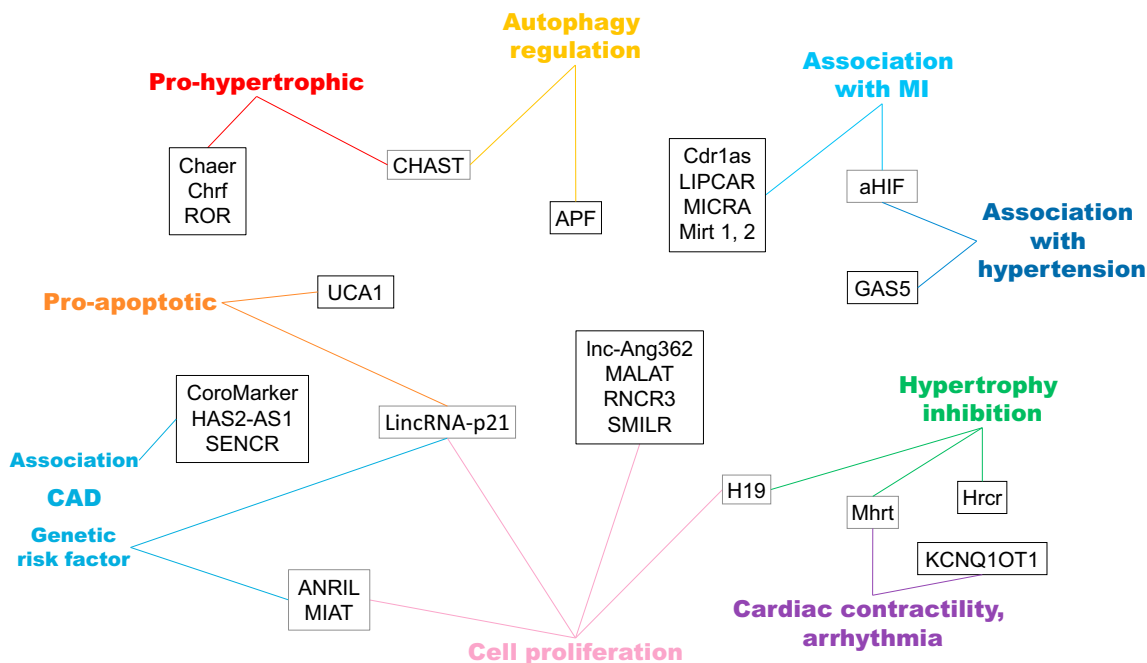 Autophagy
regulation
Pro-hypertrophic
Association
with MI
Chaer
Chrf
ROR
CHAST
APF
Cdr1as
LIPCAR
MICRA
Mirt 1, 2
aHIF
Association
with
hypertension
GAS5
Pro-apoptotic
UCA1
lnc-Ang362
MALAT
RNCR3
SMILR
CoroMarker
HAS2-AS1
SENCR
LincRNA-p21
Hypertrophy
inhibition
Association
CAD
Genetic
risk factor
H19
Mhrt
Hrcr
KCNQ1OT1
ANRIL
MIAT
Cardiac contractility,
arrhythmia
Cell proliferation